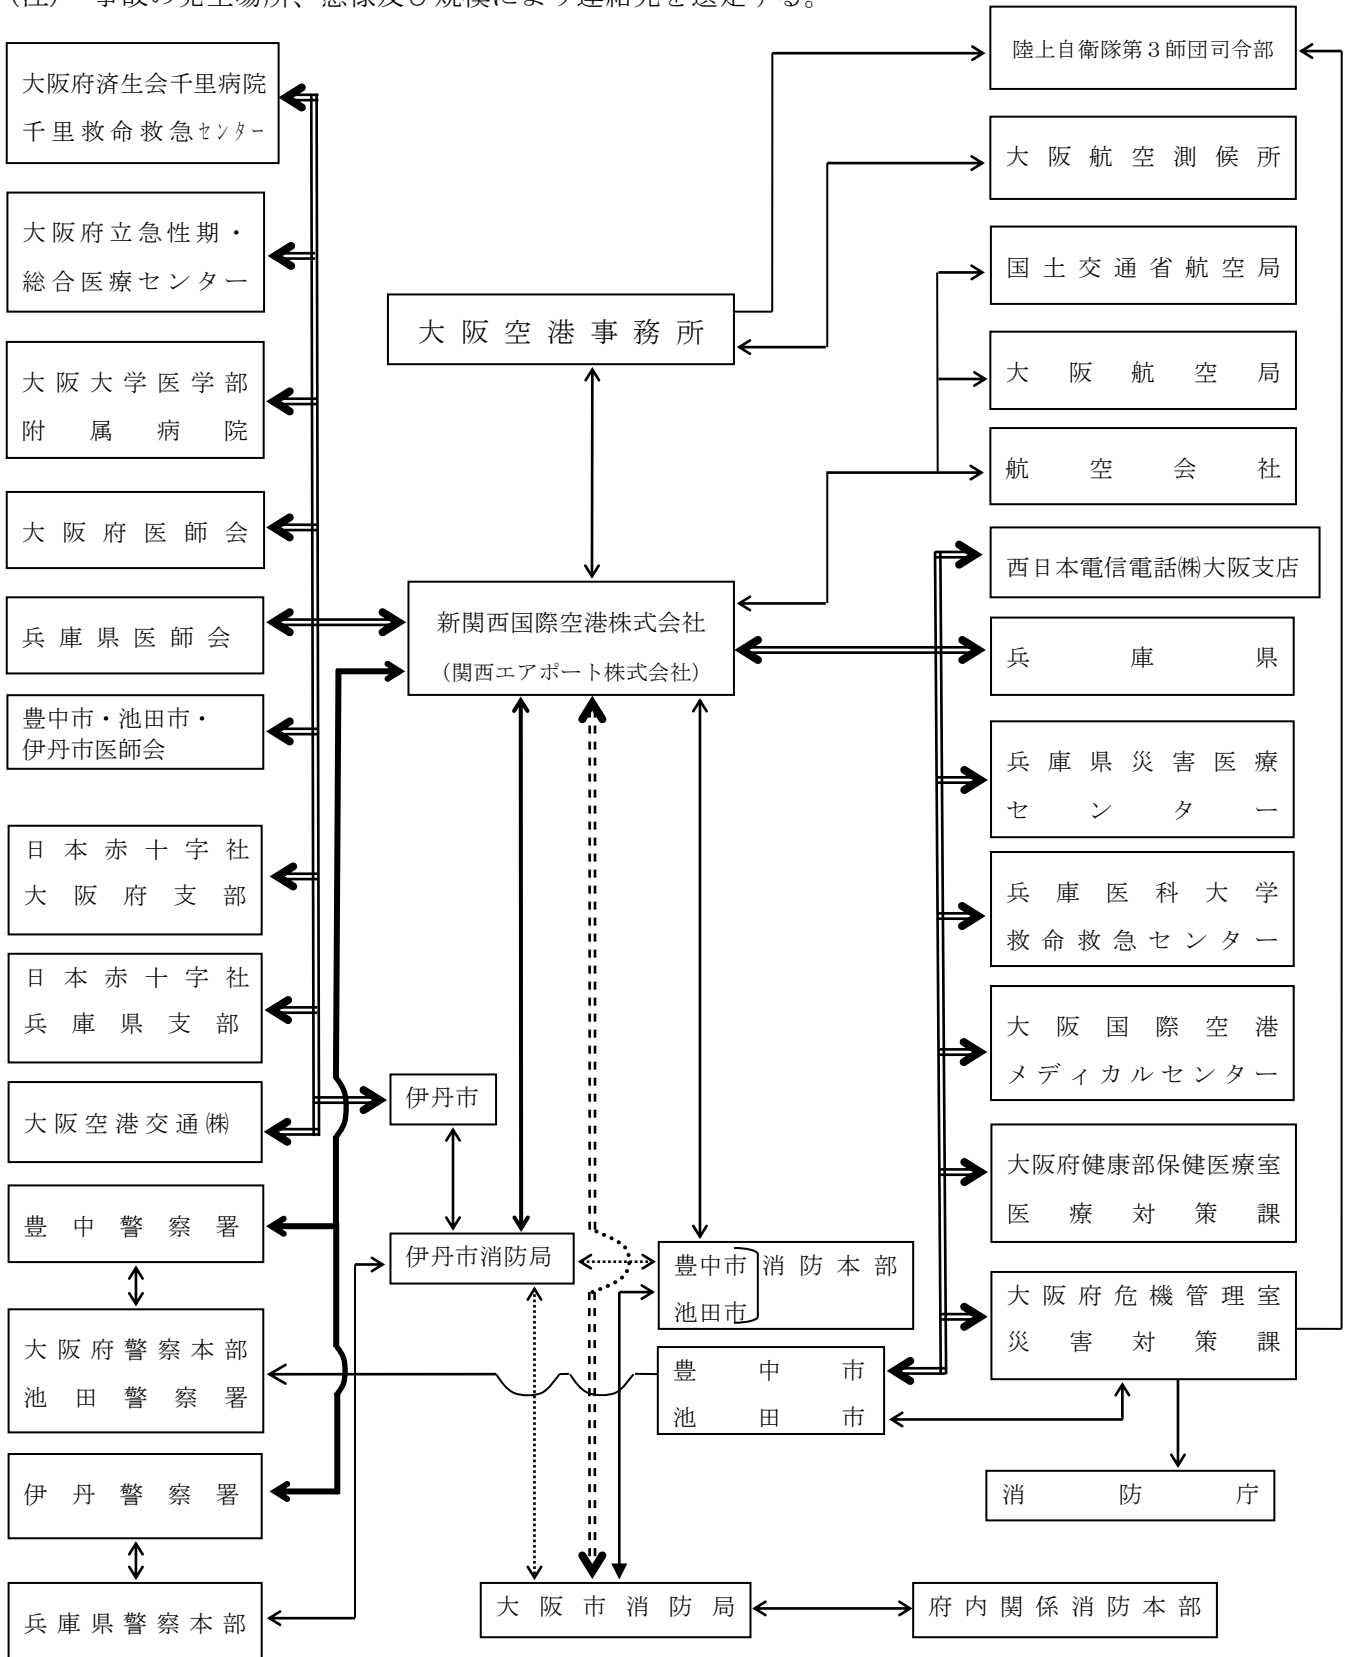 （注）　事故の発生場所、態様及び規模により連絡先を選定する。
大阪府済生会千里病院
千里救命救急センター
大阪府立急性期・
総合医療センター
大阪大学医学部
附属病院
大阪府医師会
兵庫県医師会
豊中市・池田市・
伊丹市医師会
日本赤十字社
大阪府支部
日本赤十字社
兵庫県支部
大阪空港交通㈱
豊中警察署
大阪府警察本部
池田警察署
伊丹警察署
兵庫県警察本部
大阪空港事務所
新関西国際空港株式会社
（関西エアポート株式会社）
伊丹市
伊丹市消防局
豊中市 消防本部
池田市
豊中市
池田市
大阪市消防局
府内関係消防本部
陸上自衛隊第３師団司令部
大阪航空測候所
国土交通省航空局
大阪航空局
航空会社
西日本電信電話㈱大阪支店
兵庫県
兵庫県災害医療
センター
兵庫医科大学
救命救急センター
大阪国際空港
メディカルセンター
大阪府健康部保健医療室
医療対策課
大阪府危機管理室
災害対策課
消防庁